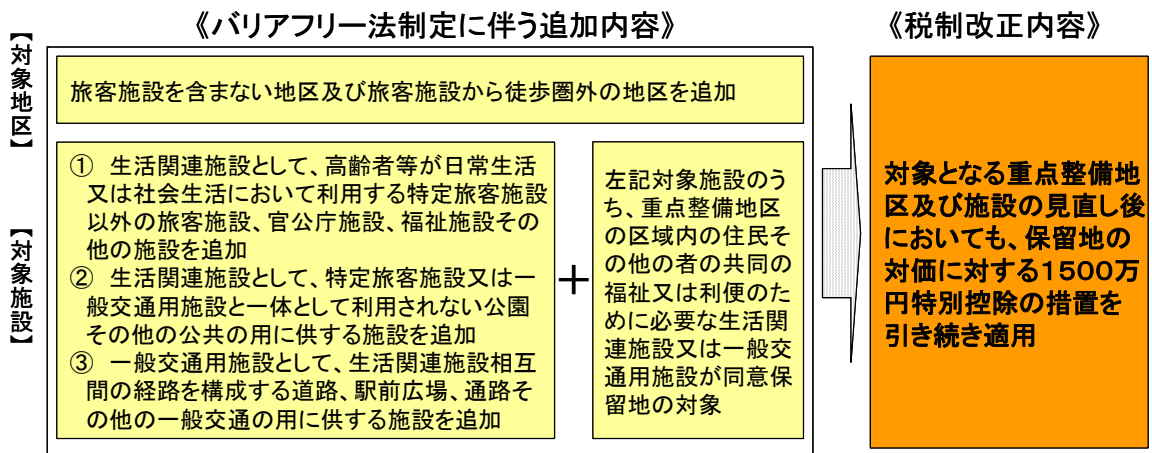 《バリアフリー法制定に伴う追加内容》
《税制改正内容》
【対象地区】
旅客施設を含まない地区及び旅客施設から徒歩圏外の地区を追加
【対象施設】
① 生活関連施設として、高齢者等が日常生活
又は社会生活において利用する特定旅客施設
以外の旅客施設、官公庁施設、福祉施設その
他の施設を追加
② 生活関連施設として、特定旅客施設又は一
般交通用施設と一体として利用されない公園
その他の公共の用に供する施設を追加
③ 一般交通用施設として、生活関連施設相互
間の経路を構成する道路、駅前広場、通路そ
の他の一般交通の用に供する施設を追加
+
左記対象施設のう
ち、重点整備地区
の区域内の住民そ
の他の者の共同の
福祉又は利便のた
めに必要な生活関
連施設又は一般交
通用施設が同意保
留地の対象
対象となる重点整備地
区及び施設の見直し後
においても、保留地の
対価に対する1500万
円特別控除の措置を
引き続き適用